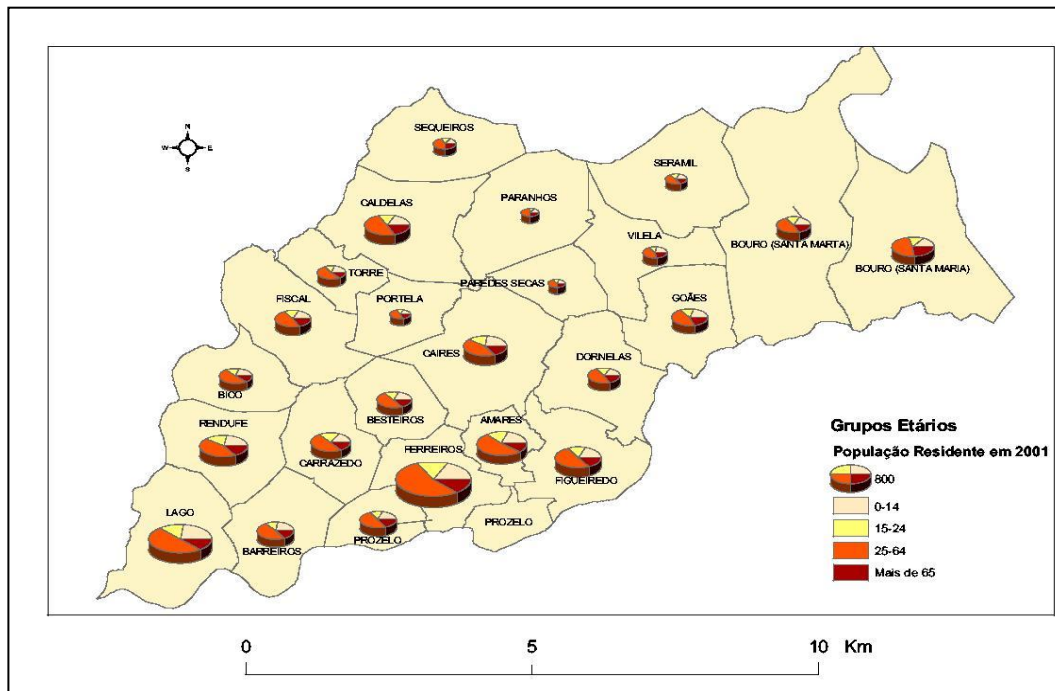 N
W E
S
SEQUEIROS
SERAMIL
CALDELAS
PARANHOS
VILELA
BOURO (SANTA MARTA)
BOURO (SANTA MARIA)
TORRE
PAREDES SECAS
FISCAL
PORTELA
GOÃES
CAIRES
DORNELAS
BICO
BESTEIROS
RENDUFE
AMARES
FERREIROS
CARRAZEDO
FIGUEIREDO
LAGO
PROZELO
PROZELO
BARREIROS
Grupos Etários
População Residente em 2001
800
0-14
15-24
25-64
Mais de 65
0 5 10 Km